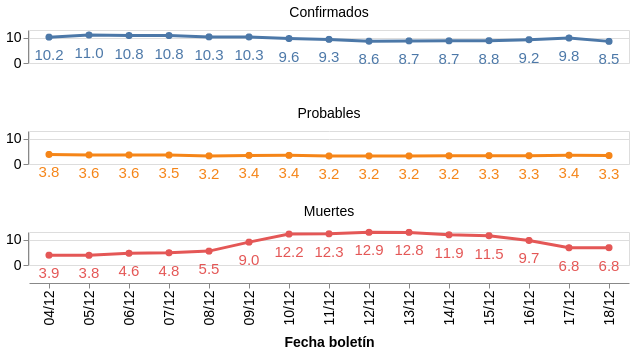 Confirmados
10
0
10.2 11.0 10.8 10.8 10.3 10.3 9.6 9.3 8.6 8.7 8.7 8.8 9.2 9.8 8.5
Probables
10
0
3.8 3.6 3.6 3.5 3.2 3.4 3.4 3.2 3.2 3.2 3.2 3.3 3.3 3.4 3.3
Muertes
10
0
3.9 3.8 4.6 4.8 5.5 9.0 12.2 12.3 12.9 12.8 11.9 11.5 9.7 6.8 6.8
04/12 05/12 06/12 07/12 08/12 09/12 10/12 11/12 12/12 13/12 14/12 15/12 16/12 17/12 18/12
Fecha boletín